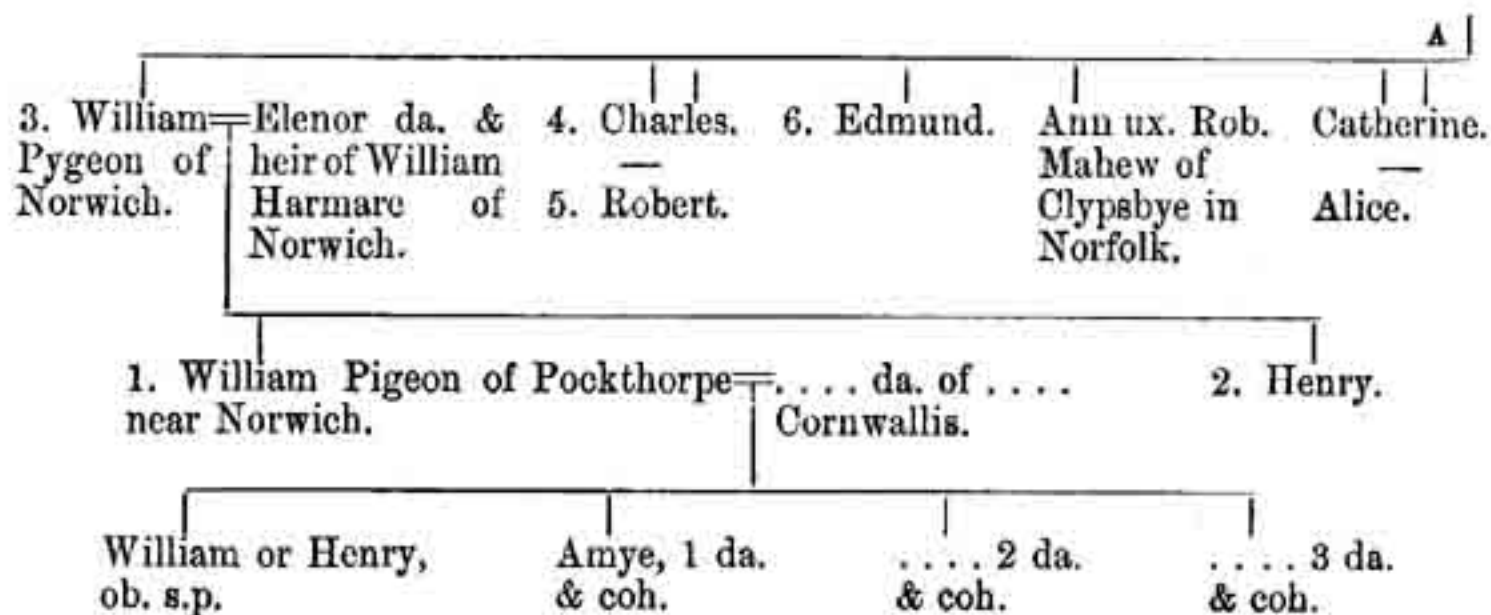 A
3. William=Elenor da. & 4. Charles. 6. Edmund. Ann ux. Rob. Catherine.
Pygeon of heir of William — Mahew of —
Norwich. Harmare of 5. Robert. Clypsbye in Alice.
Norwich. Norfolk.
1. William Pigeon of Pockthorpe=. . . . da. of . . . . 2. Henry.
near Norwich. Cornwallis.
William or Henry, Amye, 1 da. . . . . 2 da. . . . . 3 da.
ob. s.p. & coh. & coh. & coh.